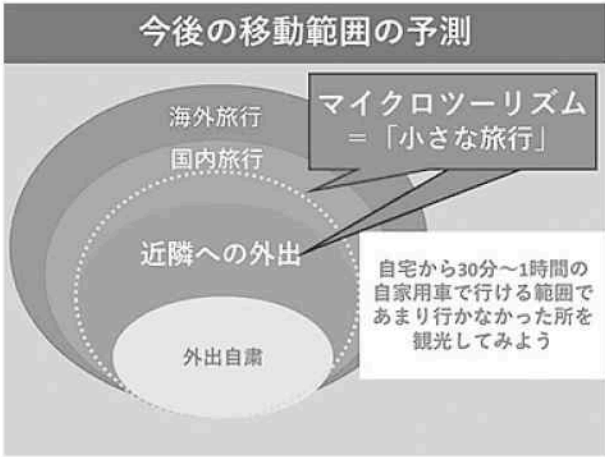 今後の移動範囲の予測
海外旅行
国内旅行
マイクロツーリズム
＝「小さな旅行」
近隣への外出
外出自粛
自宅から30分～1時間の
自家用車で行ける範囲で
あまり行かなかった所を
観光してみよう